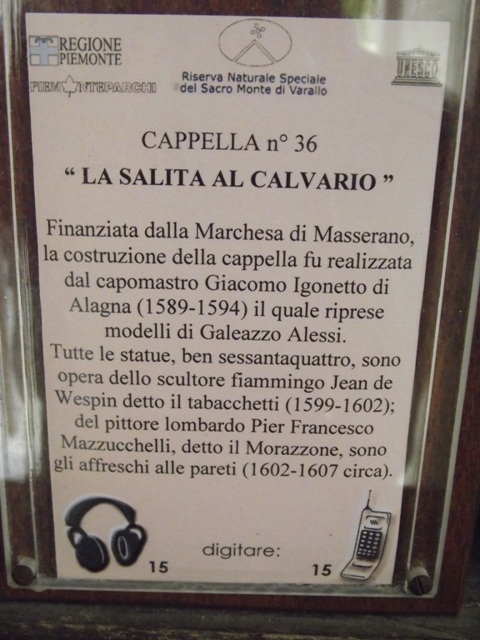 REGIONE
PIEMONTE
PIEMONTEPARCHI
Riserva Naturale Speciale
del Sacro Monte di Varallo
UNESCO
CAPPELLA n° 36
“ LA SALITA AL CALVARIO ”
Finanziata dalla Marchesa di Masserano,
la costruzione della cappella fu realizzata
dal capomastro Giacomo Igonetto di
Alagna (1589-1594) il quale riprese
modelli di Galeazzo Alessi.
Tutte le statue, ben sessantaquattro, sono
opera dello scultore fiammingo Jean de
Wespin detto il tabacchetti (1599-1602);
del pittore lombardo Pier Francesco
Mazzucchelli, detto il Morazzone, sono
gli affreschi alle pareti (1602-1607 circa).
digitare:
15 15